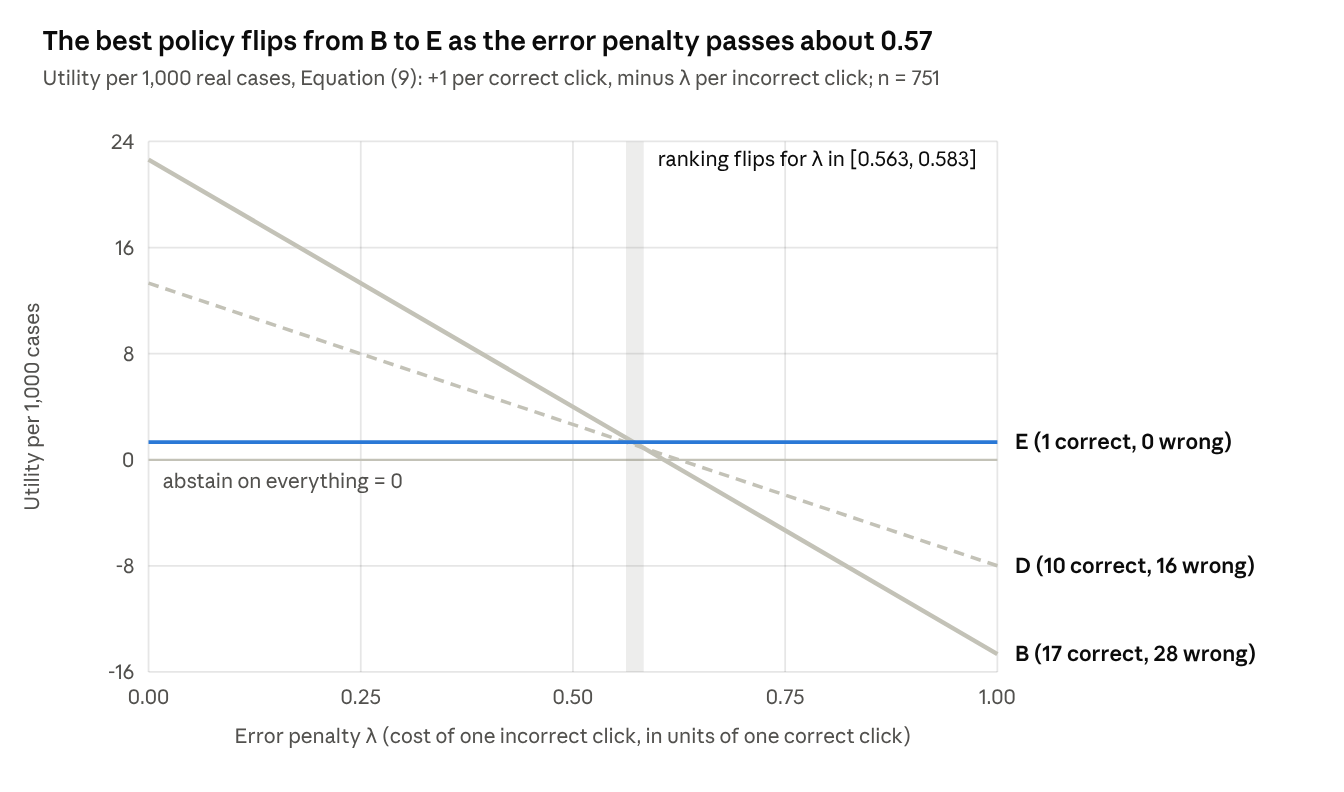 The best policy flips from B to E as the error penalty passes about 0.57
Utility per 1,000 real cases, Equation (9): +1 per correct click, minus λ per incorrect click; n = 751
24
ranking flips for λ in [0.563, 0.583]
16
8
Utility per 1,000 cases
E (1 correct, 0 wrong)
0
abstain on everything = 0
-8
D (10 correct, 16 wrong)
B (17 correct, 28 wrong)
-16
0.00 0.25 0.50 0.75 1.00
Error penalty λ (cost of one incorrect click, in units of one correct click)